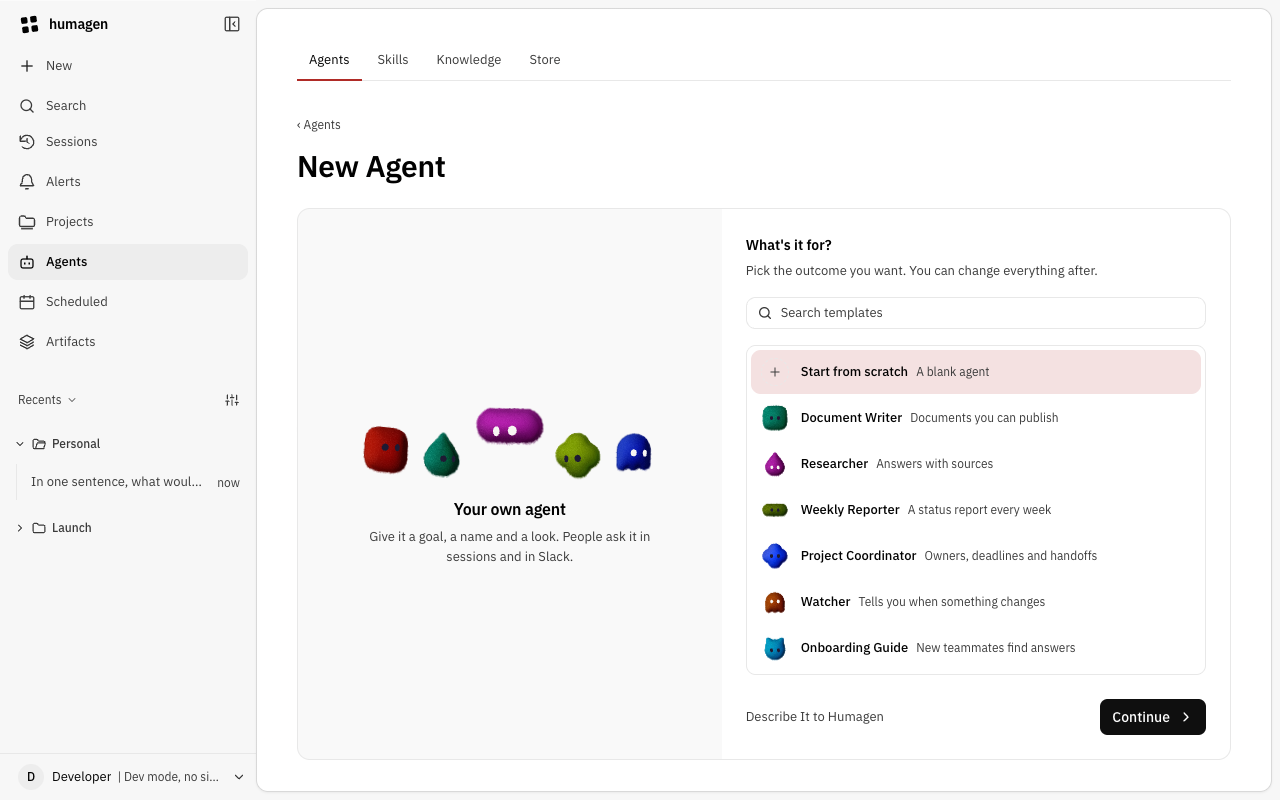 humagen
New
Search
Sessions
Alerts
Projects
Agents
Scheduled
Artifacts
Recents
Personal
In one sentence, what woul... now
Launch
D Developer | Dev mode, no si...
Agents Skills Knowledge Store
‹ Agents
New Agent
Your own agent
Give it a goal, a name and a look. People ask it in
sessions and in Slack.
What's it for?
Pick the outcome you want. You can change everything after.
Search templates
Start from scratch A blank agent
Document Writer Documents you can publish
Researcher Answers with sources
Weekly Reporter A status report every week
Project Coordinator Owners, deadlines and handoffs
Watcher Tells you when something changes
Onboarding Guide New teammates find answers
Describe It to Humagen
Continue